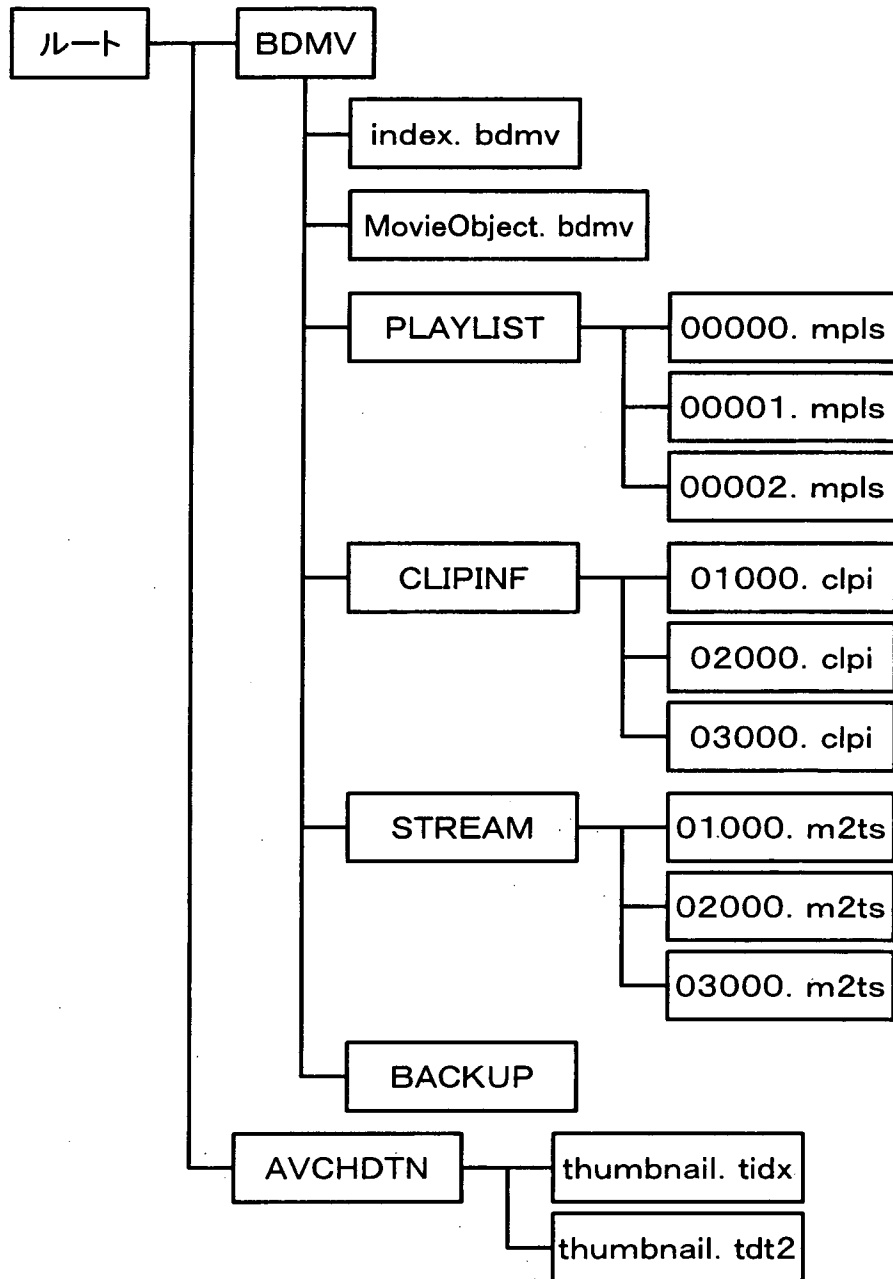 ルート
BDMV
index. bdmv
MovieObject. bdmv
PLAYLIST
00000. mpls
00001. mpls
00002. mpls
CLIPINF
01000. clpi
02000. clpi
03000. clpi
STREAM
01000. m2ts
02000. m2ts
03000. m2ts
BACKUP
AVCHDTN
thumbnail. tidx
thumbnail. tdt2